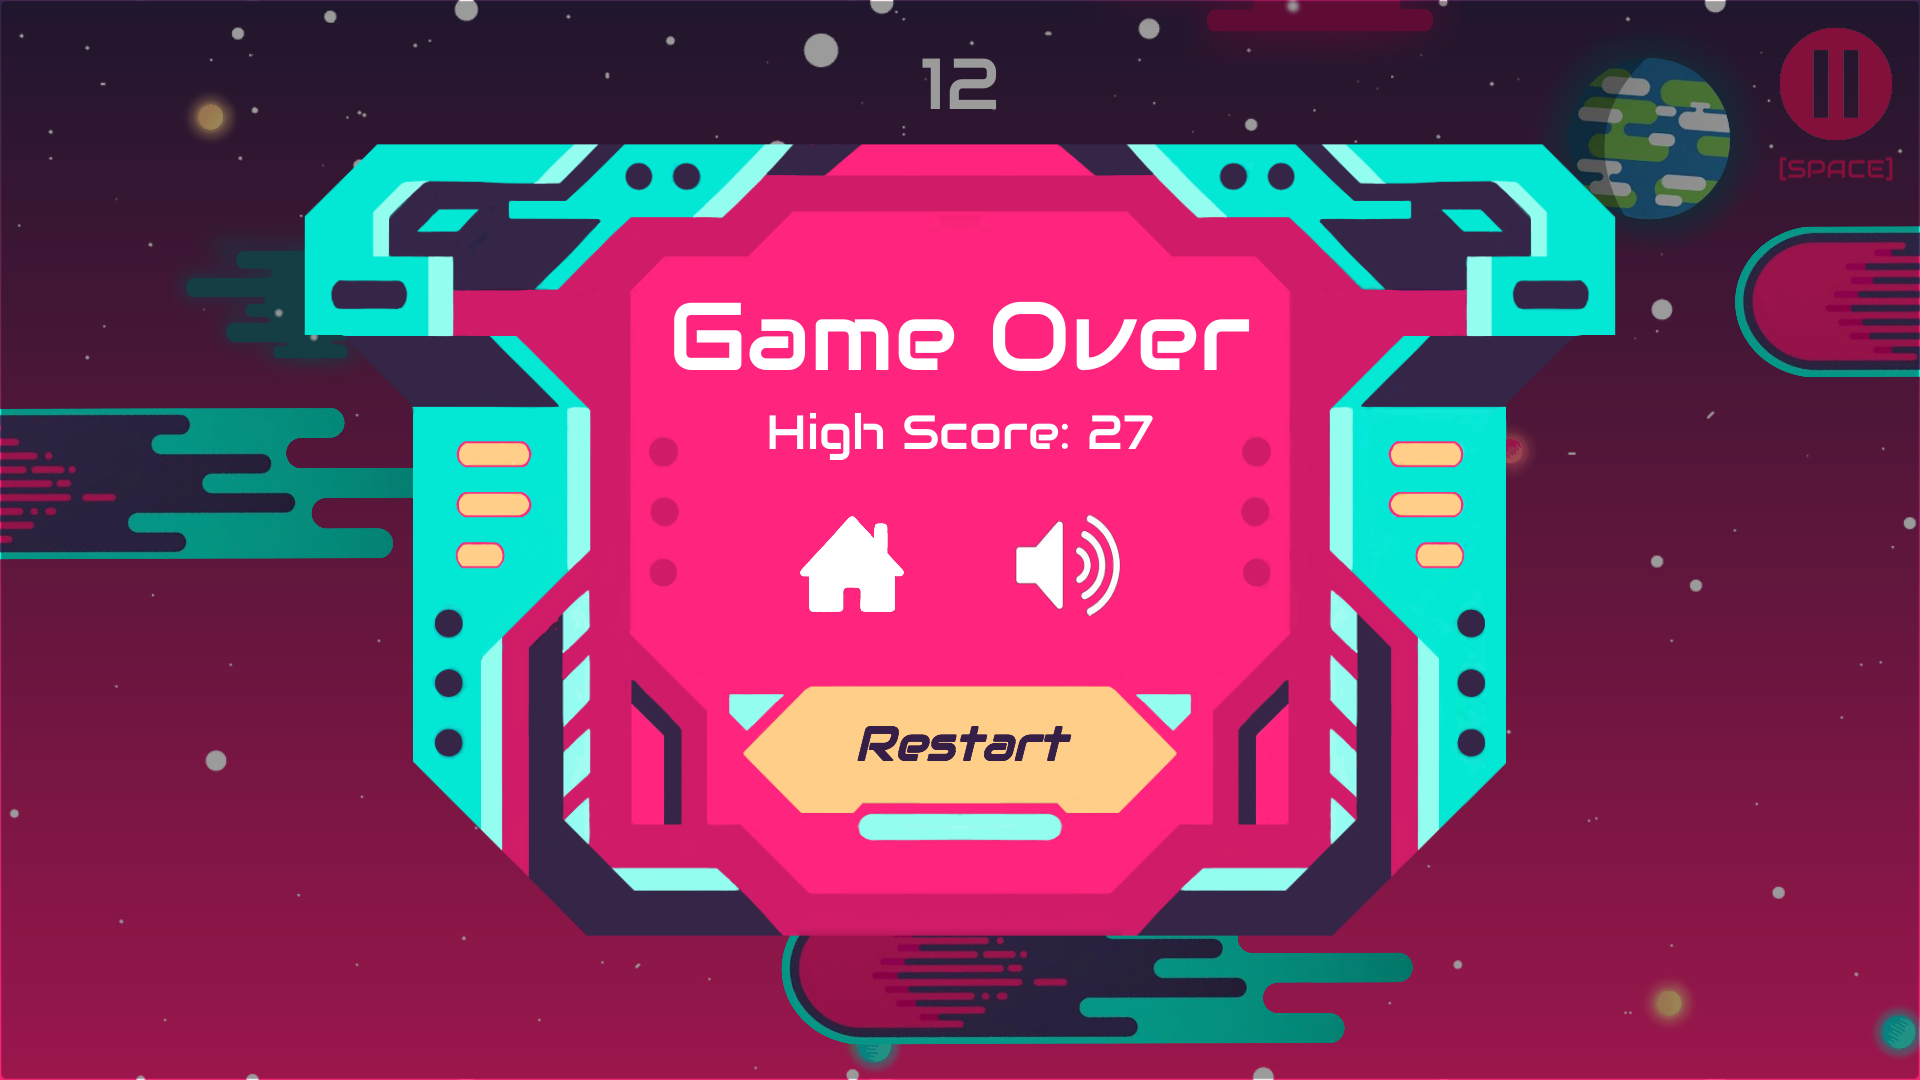 12
[SPACE]
Game Over
High Score: 27
Restart